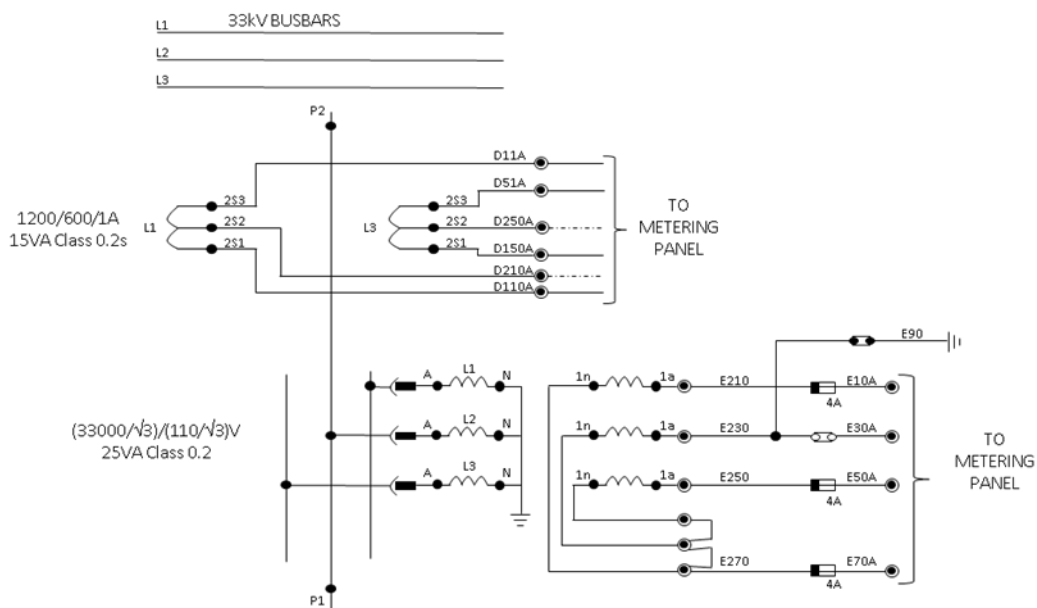 L1 33kV BUSBARS
L2
L3
P2
D11A
D51A
2S3 2S3
1200/600/1A
15VA Class 0.2s
L1 2S2 L3 2S2 D250A
TO
METERING
PANEL
2S1 2S1 D150A
D210A
D110A
E90
A L1 N 1n 1a E210 E10A
4A
(33000/√3)/(110/√3)V
25VA Class 0.2
A L2 N 1n 1a E230 E30A
TO
METERING
PANEL
A L3 N 1n 1a E250 E50A
4A
E270 E70A
4A
P1